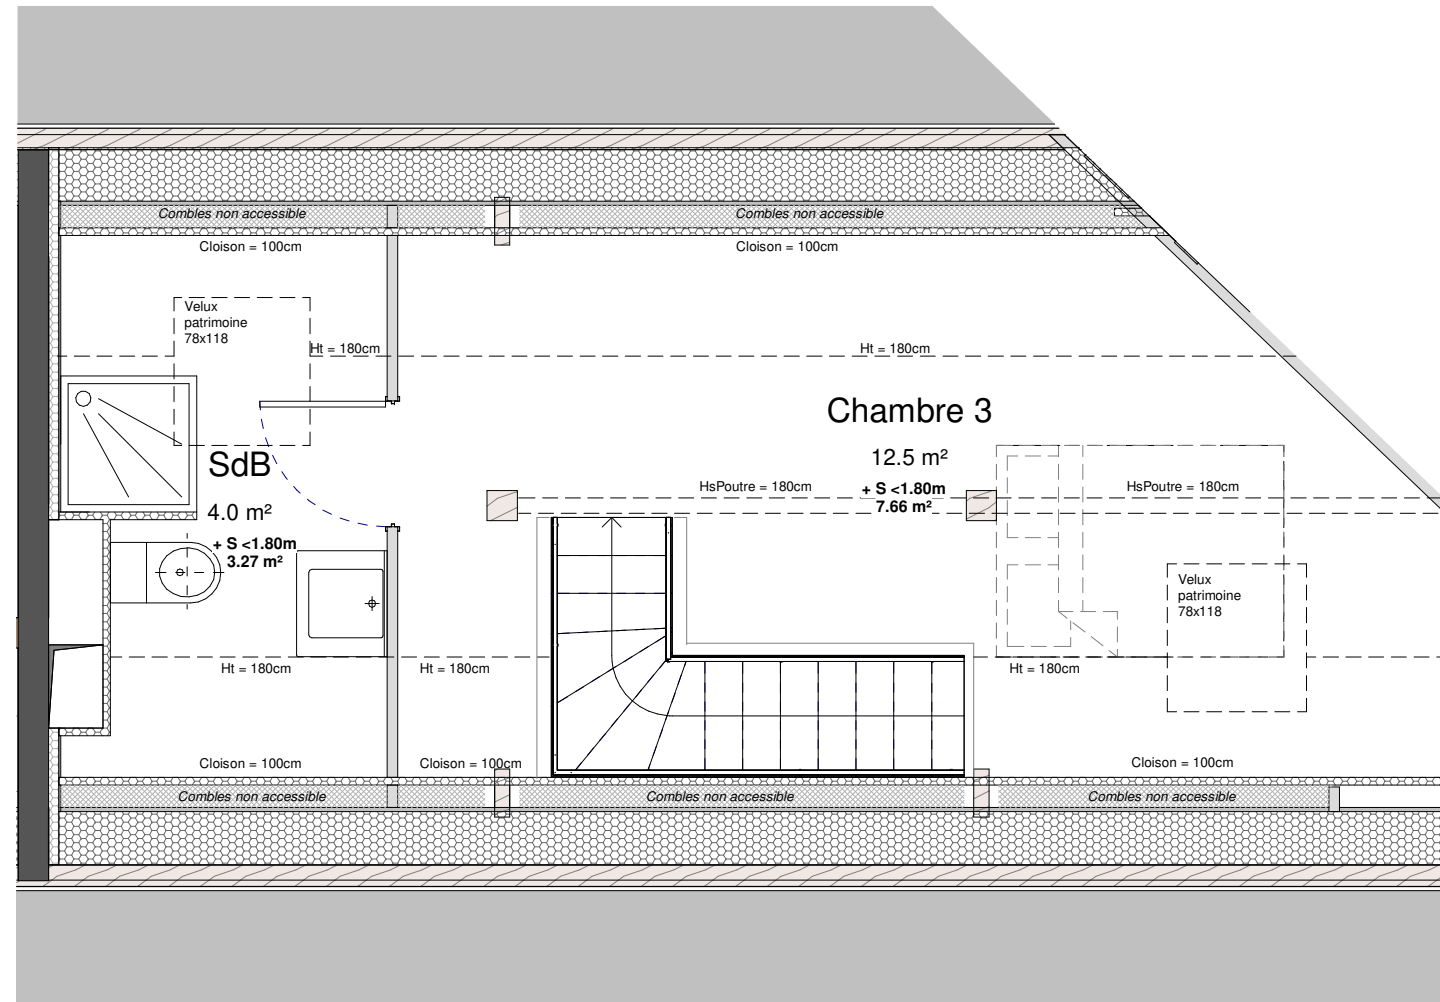 Combles non accessible
Combles non accessible
Cloison = 100cm
Cloison = 100cm
Velux
patrimoine
78x118
Ht = 180cm
Ht = 180cm
Chambre 3
12.5 m²
+ S <1.80m
7.66 m²
SdB
4.0 m²
+ S <1.80m
3.27 m²
HsPoutre = 180cm
HsPoutre = 180cm
Velux
patrimoine
78x118
Ht = 180cm
Ht = 180cm
Ht = 180cm
Cloison = 100cm
Cloison = 100cm
Cloison = 100cm
Combles non accessible
Combles non accessible
Combles non accessible